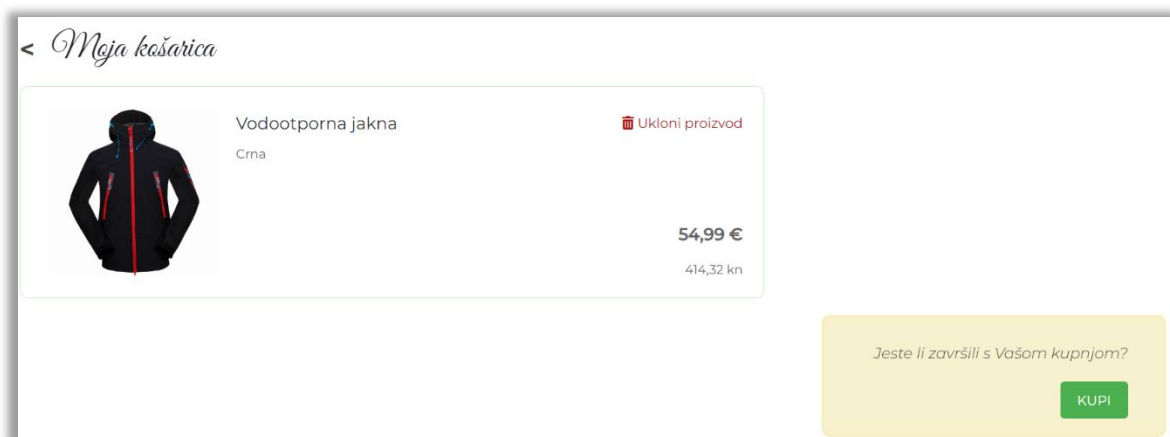 < Moja košarica
Vodootporna jakna
Ukloni proizvod
Crna
54,99 €
414,32 kn
Jeste li završili s Vašom kupnjom?
KUPI